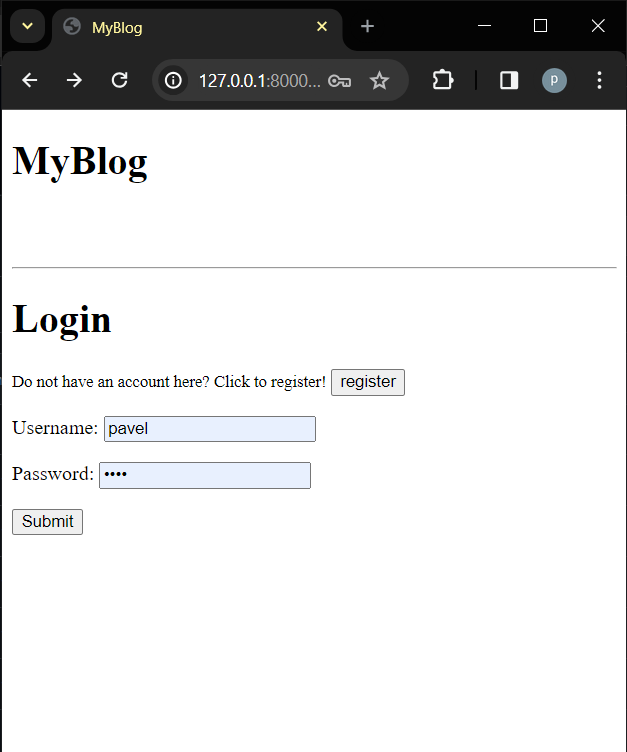 MyBlog
127.0.0.1:8000...
p
MyBlog
Login
Do not have an account here? Click to register! register
Username: pavel
Password: ••••
Submit